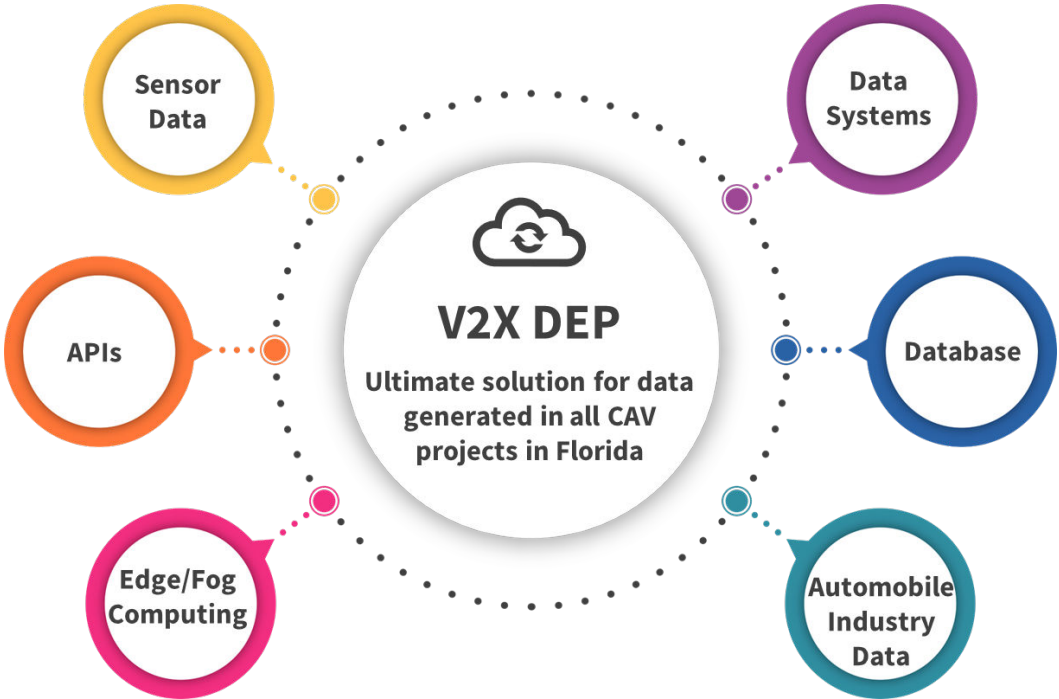 Sensor
Data
Data
Systems
V2X DEP
Ultimate solution for data
generated in all CAV
projects in Florida
APIs
Database
Edge/Fog
Computing
Automobile
Industry
Data